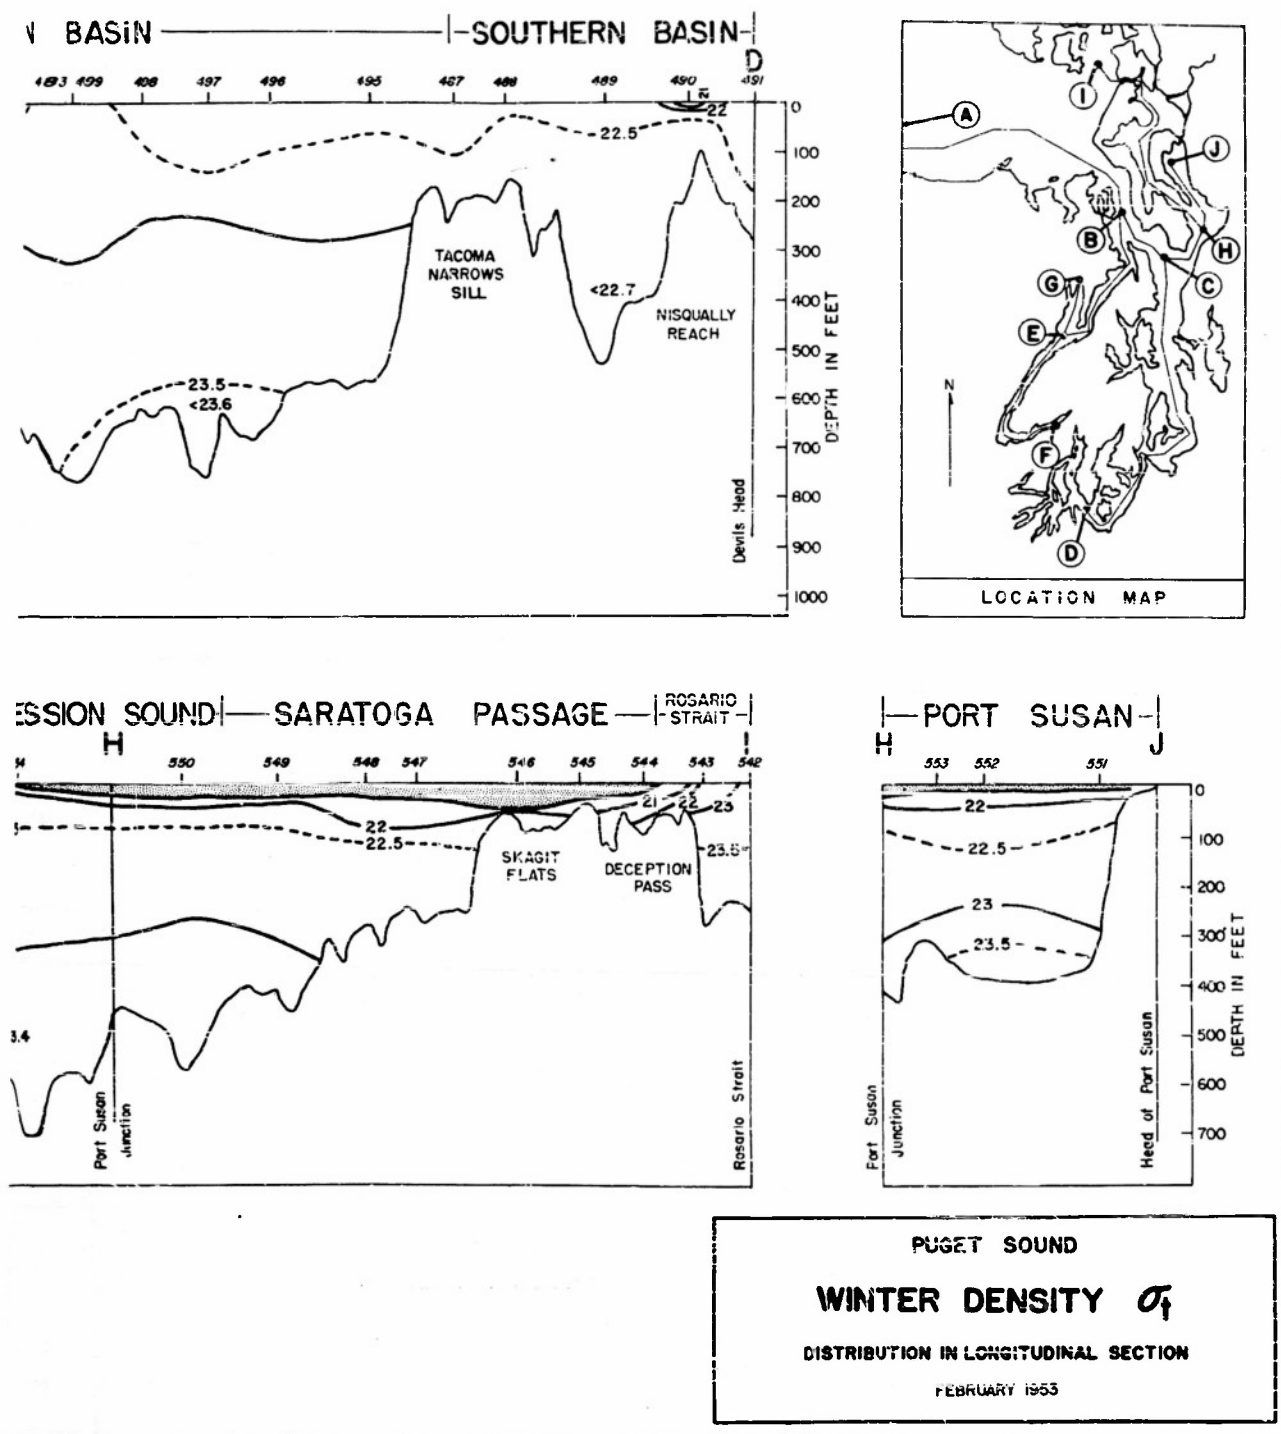 N BASIN SOUTHERN BASIN
D
493 499 498 497 496 495 467 488 489 490 491
21
22
0
22.5
100
200
TACOMA
NARROWS
SILL
300
<22.7
400
NISQUALLY
REACH
500
23.5
<23.6
600
700
800
900
1000
DEPTH IN FEET
Devils Head
A
I
J
B
H
G
C
E
N
F
D
LOCATION MAP
ESSION SOUND SARATOGA PASSAGE ROSARIO
STRAIT
H I
550 549 548 547 546 545 544 543 542
21 22 23
22
22.5
23.5
SKAGIT
FLATS
DECEPTION
PASS
3.4
Port Susan
Junction
Rosario Strait
PORT SUSAN
H J
553 552 551
0
22
100
22.5
200
23
300
23.5
400
500
600
700
DEPTH IN FEET
Port Susan
Junction
Head of Port Susan
PUGET SOUND
WINTER DENSITY σt
DISTRIBUTION IN LONGITUDINAL SECTION
FEBRUARY 1953